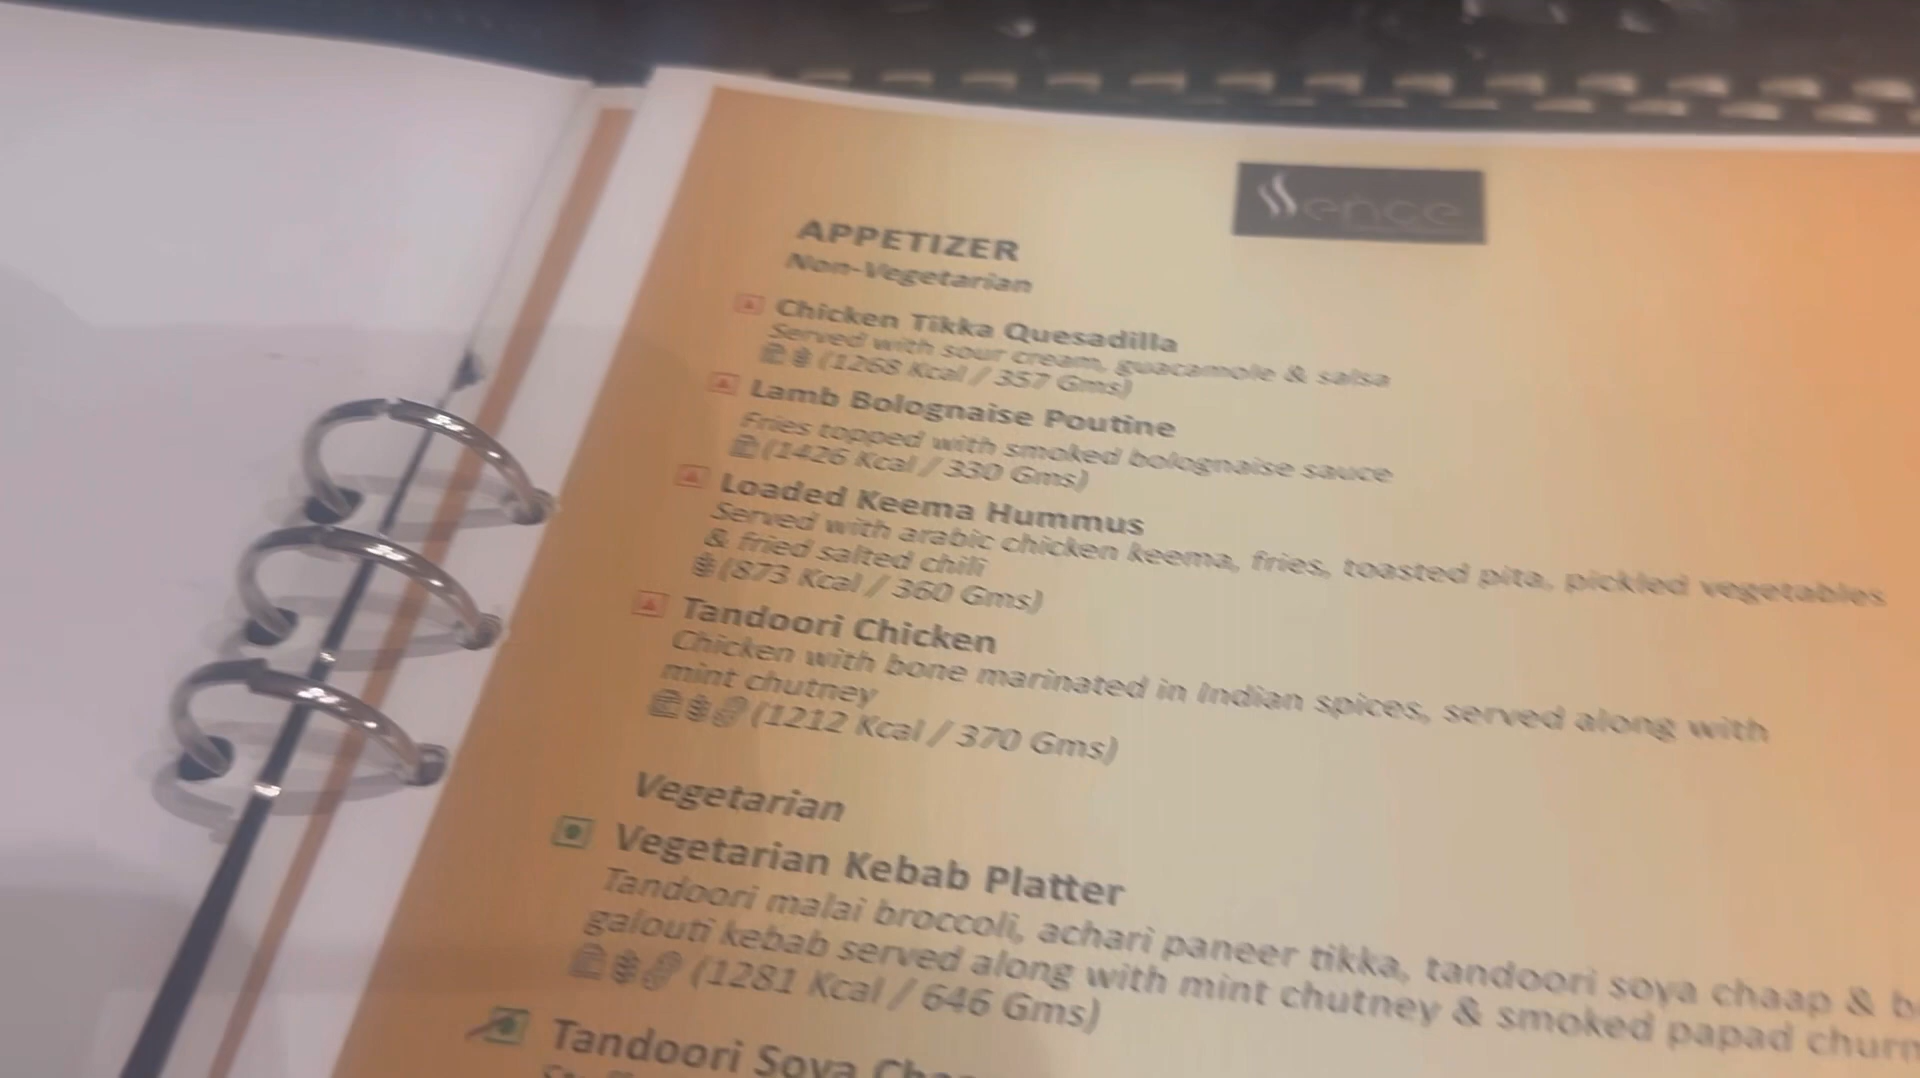 ence
APPETIZER
Non-Vegetarian
Chicken Tikka Quesadilla
Served with sour cream, guacamole & salsa
(1268 Kcal / 357 Gms)
Lamb Bolognaise Poutine
Fries topped with smoked bolognaise sauce
(1426 Kcal / 330 Gms)
Loaded Keema Hummus
Served with arabic chicken keema, fries, toasted pita, pickled vegetables
& fried salted chili
(873 Kcal / 360 Gms)
Tandoori Chicken
Chicken with bone marinated in Indian spices, served along with
mint chutney
(1212 Kcal / 370 Gms)
Vegetarian
Vegetarian Kebab Platter
Tandoori malai broccoli, achari paneer tikka, tandoori soya chaap &
galouti kebab served along with mint chutney & smoked papad
(1281 Kcal / 646 Gms)
Tandoori Soya